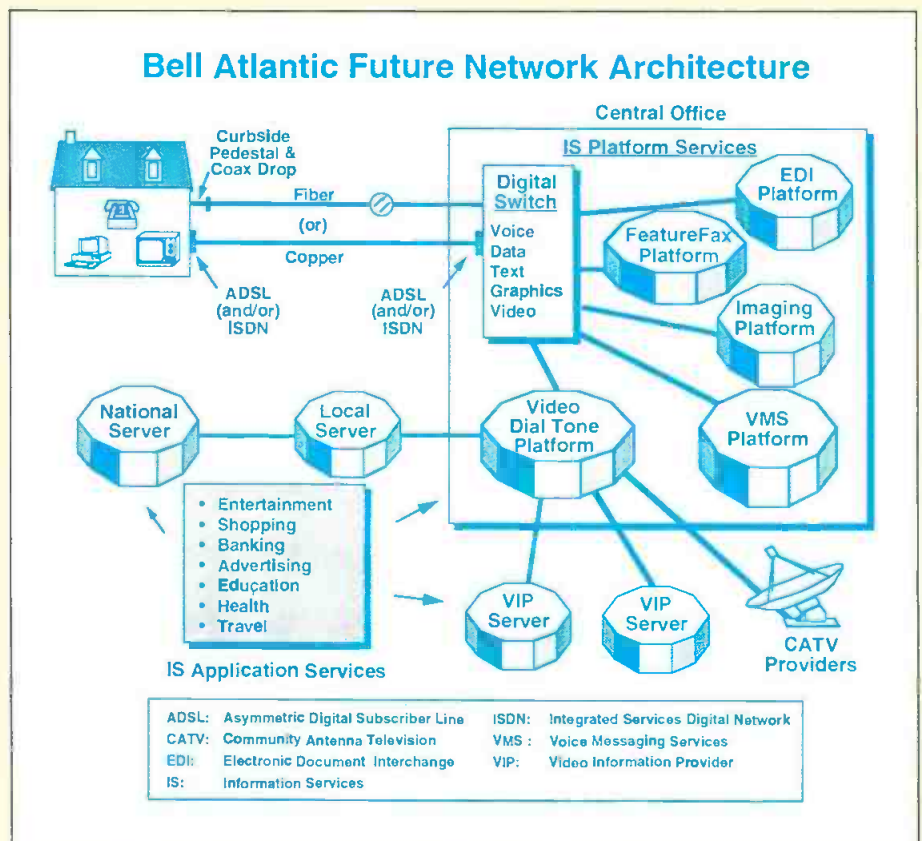 Bell Atlantic Future Network Architecture
Central Office
Curbside
Pedestal &
Coax Drop
Fiber
(or)
Copper
ADSL
(and/or)
ISDN
ADSL
(and/or)
ISDN
IS Platform Services
Digital
Switch
Voice
Data
Text
Graphics
Video
EDI
Platform
FeatureFax
Platform
Imaging
Platform
VMS
Platform
National
Server
Local
Server
Video
Dial Tone
Platform
• Entertainment
• Shopping
• Banking
• Advertising
• Education
• Health
• Travel
IS Application Services
VIP
Server
VIP
Server
CATV
Providers
ADSL: Asymmetric Digital Subscriber Line
CATV: Community Antenna Television
EDI: Electronic Document Interchange
IS: Information Services
ISDN: Integrated Services Digital Network
VMS : Voice Messaging Services
VIP: Video Information Provider